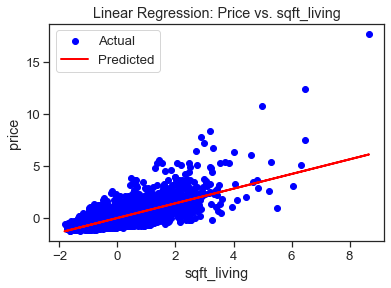 Linear Regression: Price vs. sqft_living
Actual
Predicted
price
15
10
5
0
−2
0
2
4
6
8
sqft_living